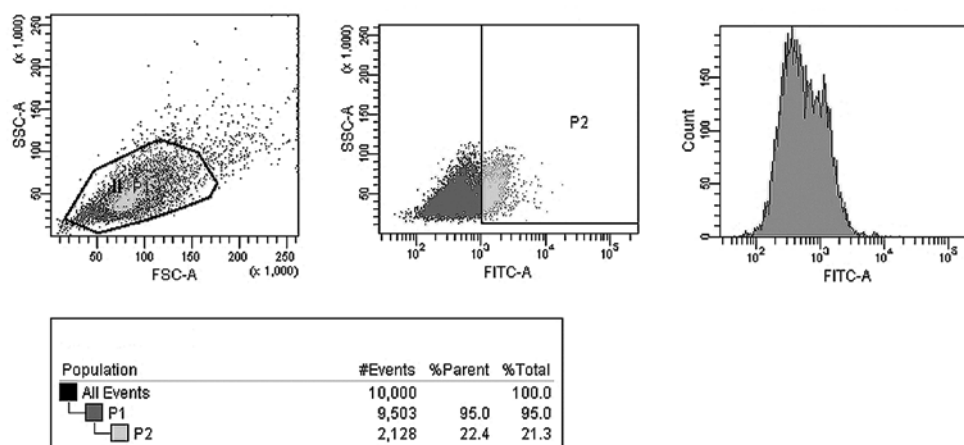 (x 1,000)
SSC-A
50 100 150 200 250
50 100 150 200 250
FSC-A
(x 1,000)
P1
(x 1,000)
SSC-A
50 100 150 200 250
P2
10² 10³ 10⁴ 10⁵
FITC-A
Count
0 50 100 150
10² 10³ 10⁴ 10⁵
FITC-A
Population #Events %Parent %Total
All Events 10,000 100.0
P1 9,503 95.0 95.0
P2 2,128 22.4 21.3